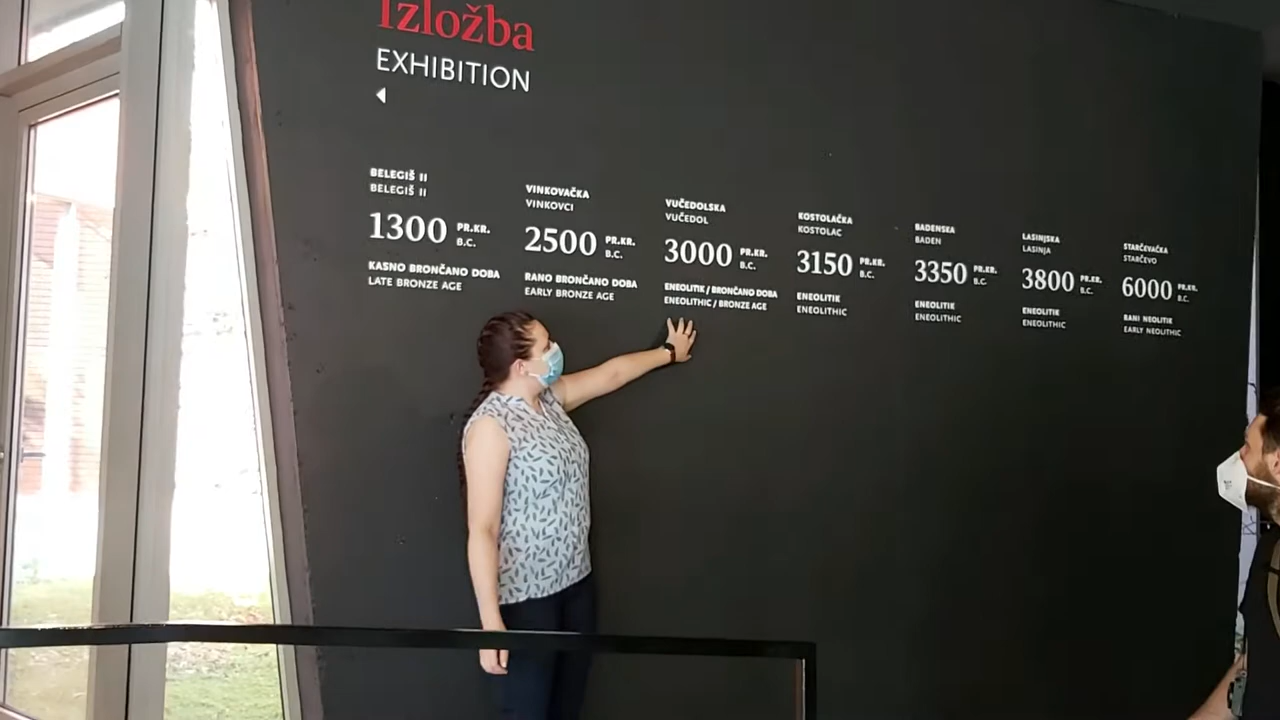 Izložba
EXHIBITION
BELEGIŠ II
BELEGIŠ II
1300 PR.KR.
B.C.
KASNO BRONČANO DOBA
LATE BRONZE AGE
VINKOVAČKA
VINKOVCI
2500 PR.KR.
B.C.
RANO BRONČANO DOBA
EARLY BRONZE AGE
VUČEDOLSKA
VUČEDOL
3000 PR.KR.
B.C.
ENEOLITIK / BRONČANO DOBA
ENEOLITHIC / BRONZE AGE
KOSTOLAČKA
KOSTOLAC
3150 PR.KR.
B.C.
ENEOLITIK
ENEOLITHIC
BADENSKA
BADEN
3350 PR.KR.
B.C.
ENEOLITIK
ENEOLITHIC
LASINJSKA
LASINJA
3800 PR.KR.
B.C.
ENEOLITIK
ENEOLITHIC
STARČEVAČKA
STARČEVO
6000 PR.KR.
B.C.
RANI NEOLITIK
EARLY NEOLITHIC